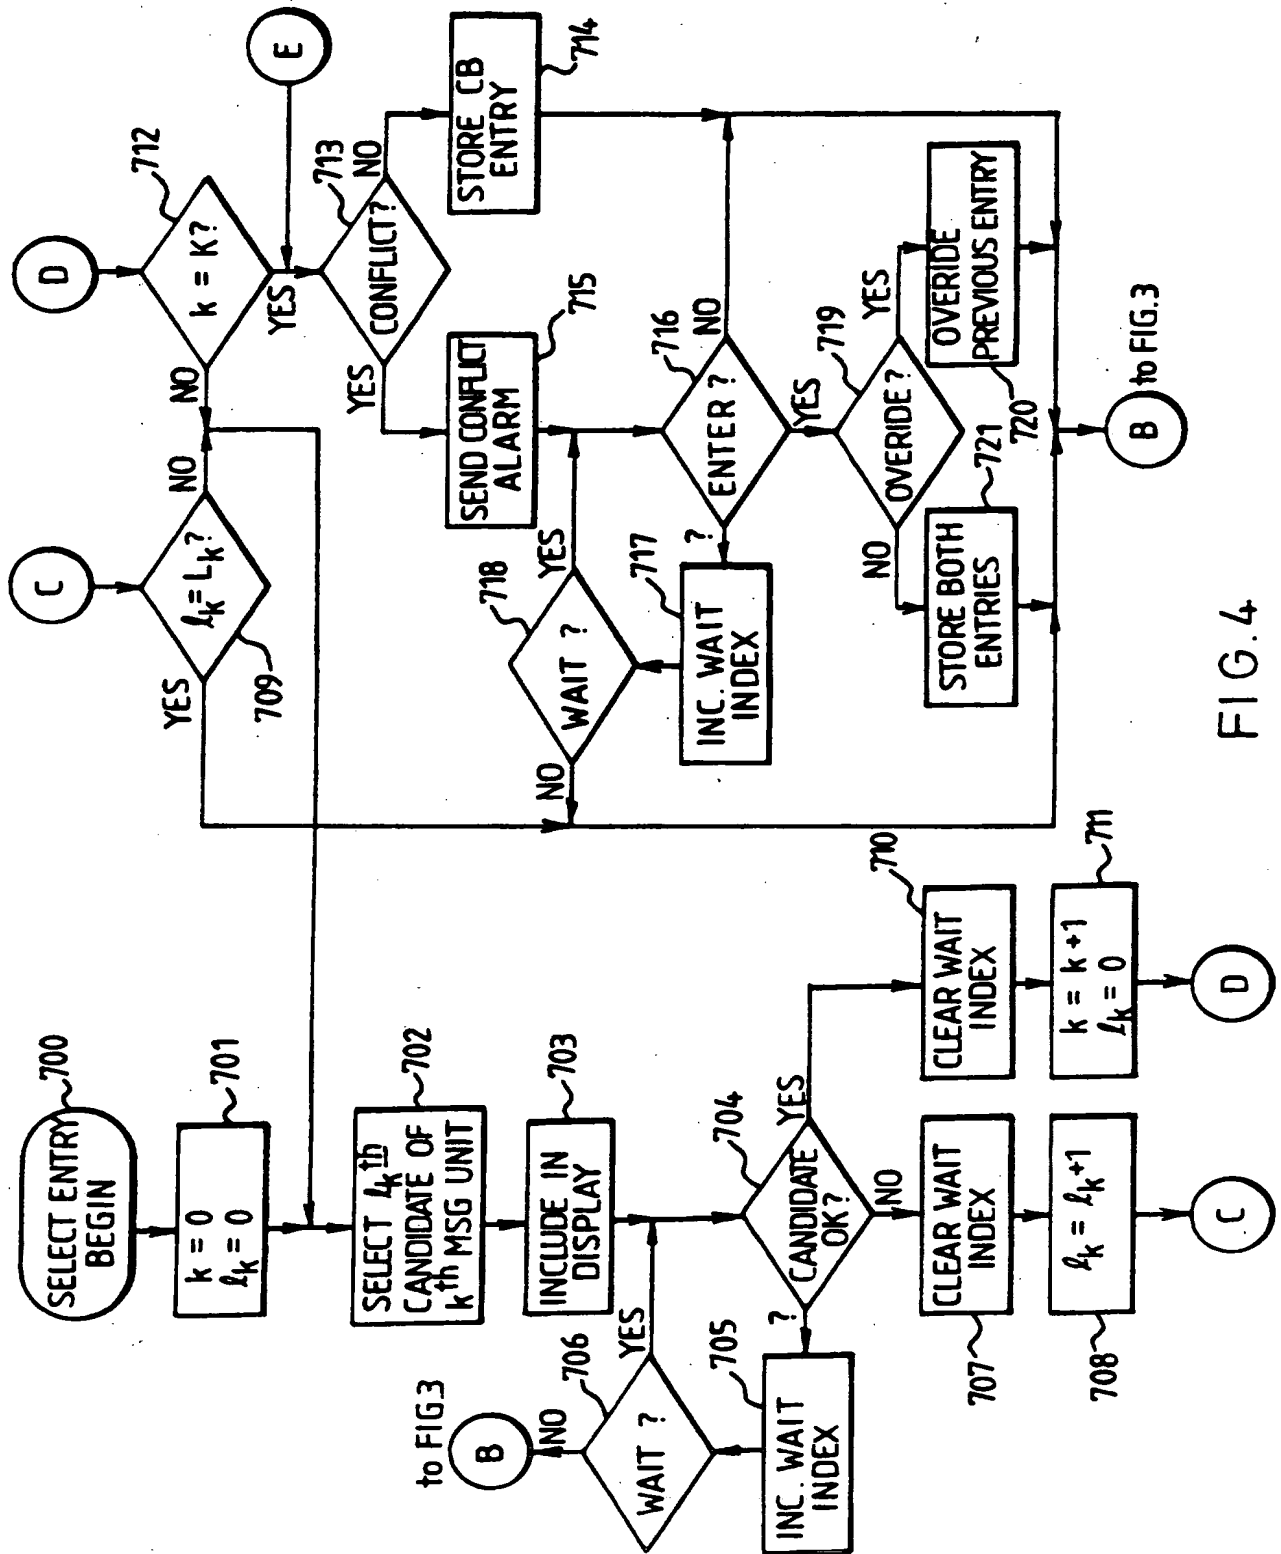 700
SELECT ENTRY
BEGIN
701
k = 0
ℓk = 0
702
SELECT ℓk th
CANDIDATE OF
kth MSG UNIT
703
INCLUDE IN
DISPLAY
to FIG3
B
NO
706
WAIT ?
YES
704
CANDIDATE
OK?
YES
NO
?
705
INC. WAIT
INDEX
707
CLEAR WAIT
INDEX
708
ℓk = ℓk+1
C
710
CLEAR WAIT
INDEX
711
k = k+1
ℓk = 0
D
C
ℓk = Lk?
YES
NO
709
D
712
k = K?
NO
YES
E
713
CONFLICT?
YES
NO
714
STORE CB
ENTRY
715
SEND CONFLICT
ALARM
718
WAIT ?
YES
NO
716
ENTER ?
NO
YES
?
717
INC. WAIT
INDEX
719
OVERIDE?
NO
YES
721
STORE BOTH
ENTRIES
720
OVERIDE
PREVIOUS ENTRY
B
to FIG.3
FIG.4